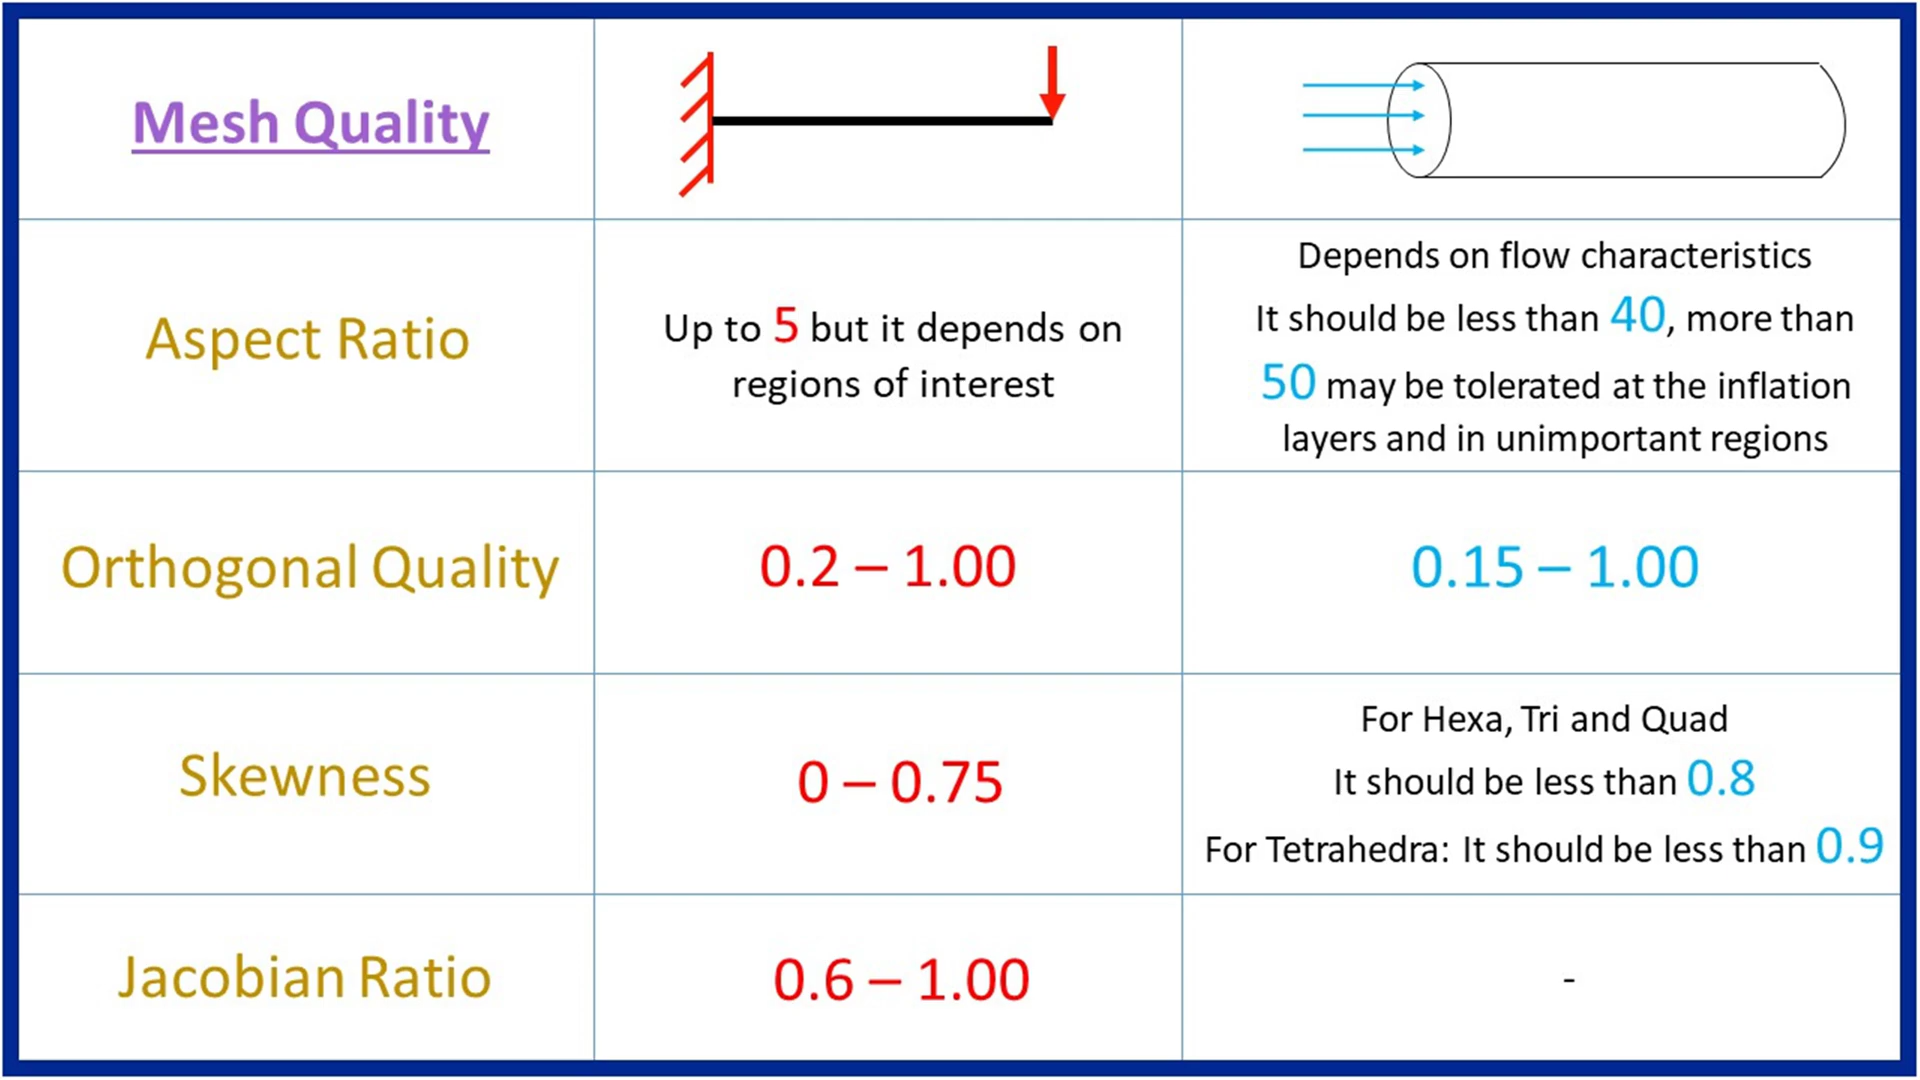 Mesh Quality
Aspect Ratio
Up to 5 but it depends on
regions of interest
Depends on flow characteristics
It should be less than 40, more than
50 may be tolerated at the inflation
layers and in unimportant regions
Orthogonal Quality
0.2 – 1.00
0.15 – 1.00
Skewness
0 – 0.75
For Hexa, Tri and Quad
It should be less than 0.8
For Tetrahedra: It should be less than 0.9
Jacobian Ratio
0.6 – 1.00
-